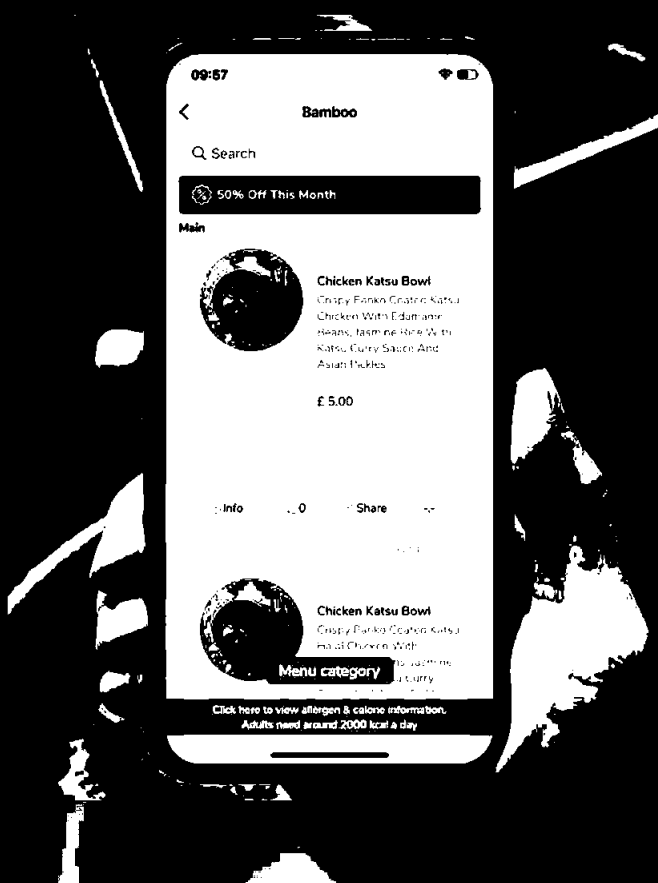 09:57
Bamboo
Search
50% Off This Month
Main
Chicken Katsu Bowl
Crispy Panko Coated Katsu
Chicken With Edamame
Beans, Jasmine Rice With
Katsu Curry Sauce And
Asian Pickles
£ 5.00
Info
0
Share
Chicken Katsu Bowl
Crispy Panko Coated Katsu
Halal Chicken With
Jasmine
Menu category
Curry
Click here to view allergen & calorie information.
Adults need around 2000 kcal a day